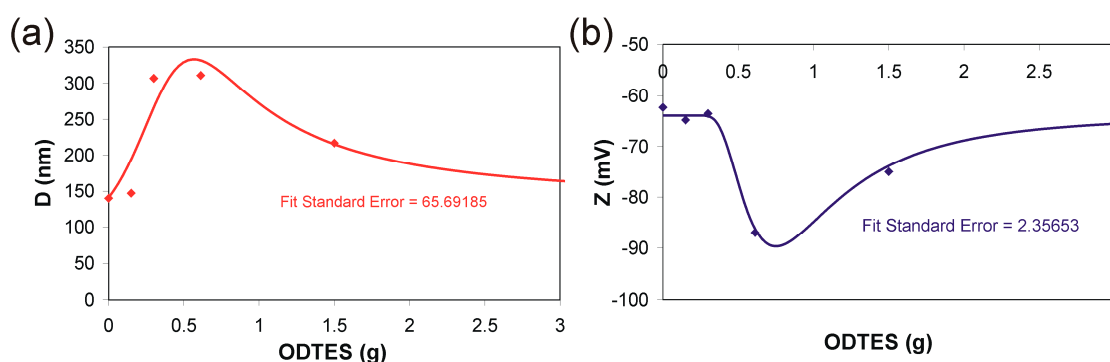 (a)
350
300
250
200
150
100
50
0
D (nm)
Fit Standard Error = 65.69185
0 0.5 1 1.5 2 2.5 3
ODTES (g)
(b)
-50
-60
-70
-80
-90
-100
Z (mV)
0 0.5 1 1.5 2 2.5
Fit Standard Error = 2.35653
ODTES (g)